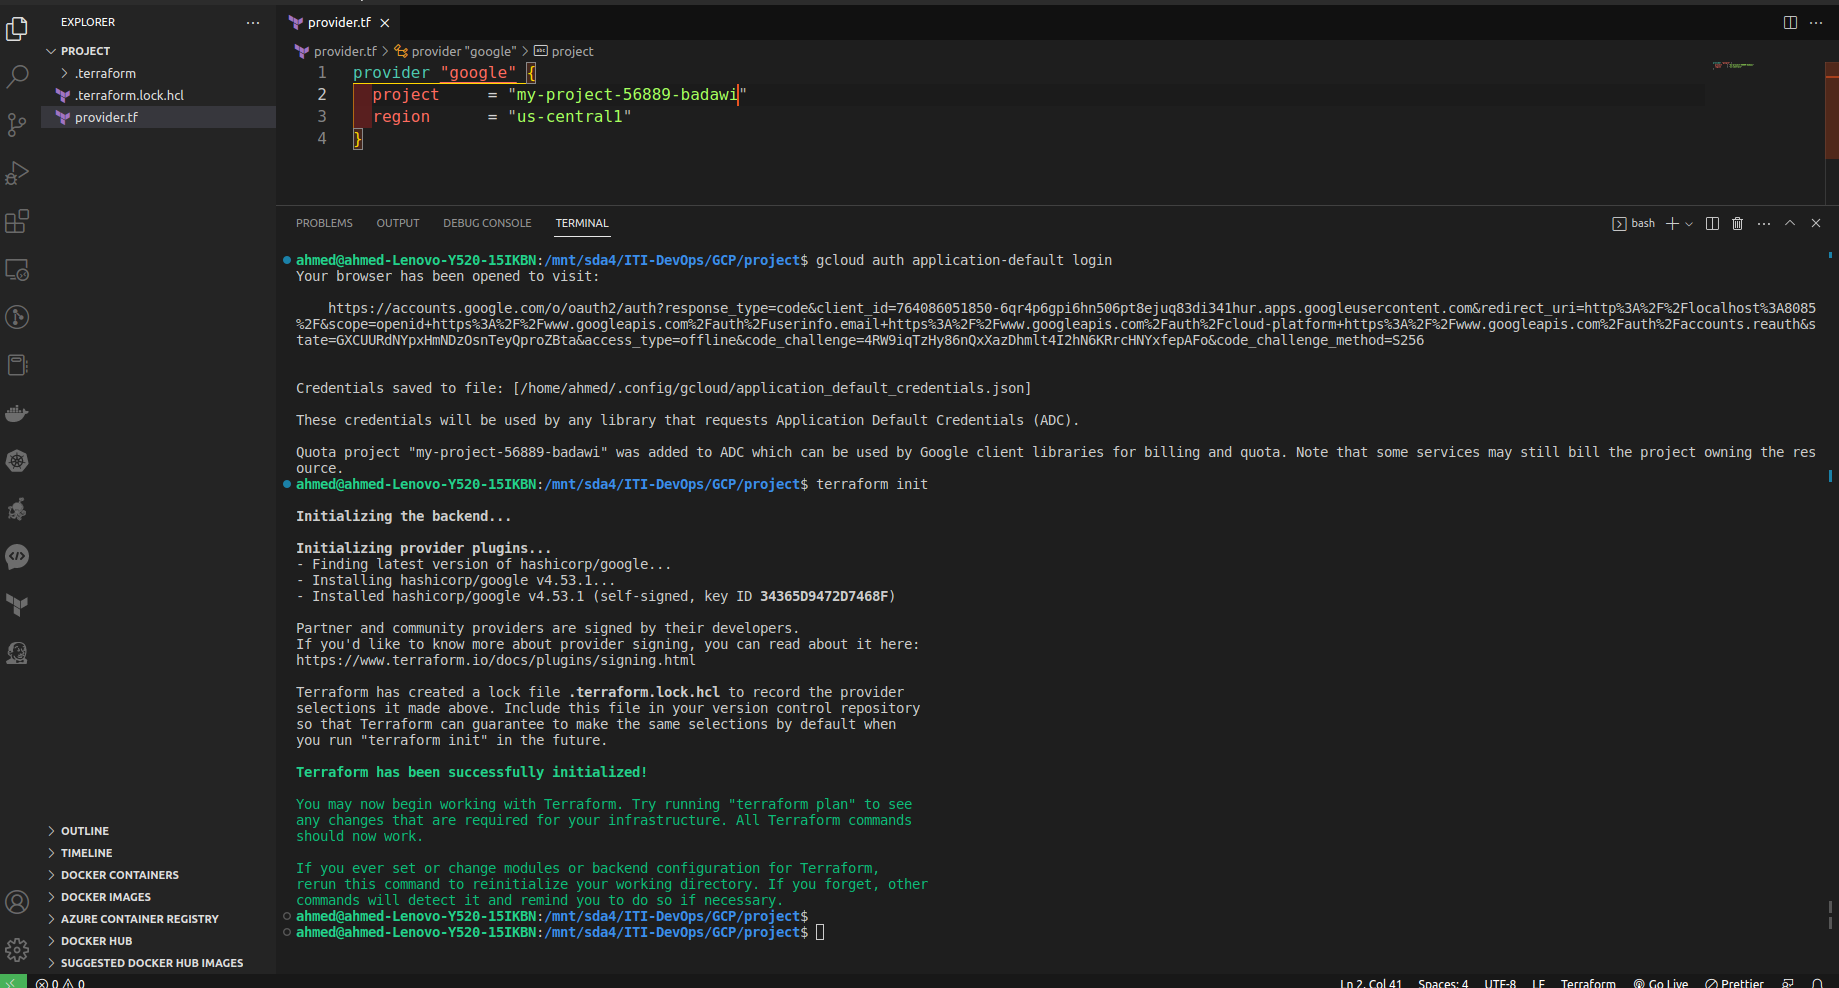 EXPLORER
PROJECT
.terraform
.terraform.lock.hcl
provider.tf
OUTLINE
TIMELINE
DOCKER CONTAINERS
DOCKER IMAGES
AZURE CONTAINER REGISTRY
DOCKER HUB
SUGGESTED DOCKER HUB IMAGES
provider.tf
provider.tf > provider "google" > project
1 provider "google" {
2 project = "my-project-56889-badawi"
3 region = "us-central1"
4 }
PROBLEMS OUTPUT DEBUG CONSOLE TERMINAL
bash
ahmed@ahmed-Lenovo-Y520-15IKBN:/mnt/sda4/ITI-DevOps/GCP/project$ gcloud auth application-default login
Your browser has been opened to visit:
https://accounts.google.com/o/oauth2/auth?response_type=code&client_id=764086051850-6qr4p6gpi6hn506pt8ejuq83di341hur.apps.googleusercontent.com&redirect_uri=http%3A%2F%2Flocalhost%3A8085
%2F&scope=openid+https%3A%2F%2Fwww.googleapis.com%2Fauth%2Fuserinfo.email+https%3A%2F%2Fwww.googleapis.com%2Fauth%2Fcloud-platform+https%3A%2F%2Fwww.googleapis.com%2Fauth%2Faccounts.reauth&s
tate=GXCUURdNYpxHmNDzOsnTeyQproZBta&access_type=offline&code_challenge=4RW9iqTzHy86nQxXazDhmlt4I2hN6KRrcHNYxfepAFo&code_challenge_method=S256
Credentials saved to file: [/home/ahmed/.config/gcloud/application_default_credentials.json]
These credentials will be used by any library that requests Application Default Credentials (ADC).
Quota project "my-project-56889-badawi" was added to ADC which can be used by Google client libraries for billing and quota. Note that some services may still bill the project owning the res
ource.
ahmed@ahmed-Lenovo-Y520-15IKBN:/mnt/sda4/ITI-DevOps/GCP/project$ terraform init
Initializing the backend...
Initializing provider plugins...
- Finding latest version of hashicorp/google...
- Installing hashicorp/google v4.53.1...
- Installed hashicorp/google v4.53.1 (self-signed, key ID 34365D9472D7468F)
Partner and community providers are signed by their developers.
If you'd like to know more about provider signing, you can read about it here:
https://www.terraform.io/docs/plugins/signing.html
Terraform has created a lock file .terraform.lock.hcl to record the provider
selections it made above. Include this file in your version control repository
so that Terraform can guarantee to make the same selections by default when
you run "terraform init" in the future.
Terraform has been successfully initialized!
You may now begin working with Terraform. Try running "terraform plan" to see
any changes that are required for your infrastructure. All Terraform commands
should now work.
If you ever set or change modules or backend configuration for Terraform,
rerun this command to reinitialize your working directory. If you forget, other
commands will detect it and remind you to do so if necessary.
ahmed@ahmed-Lenovo-Y520-15IKBN:/mnt/sda4/ITI-DevOps/GCP/project$
ahmed@ahmed-Lenovo-Y520-15IKBN:/mnt/sda4/ITI-DevOps/GCP/project$
0 0 Ln 2, Col 41 Spaces: 4 UTF-8 LF Terraform Go Live Prettier